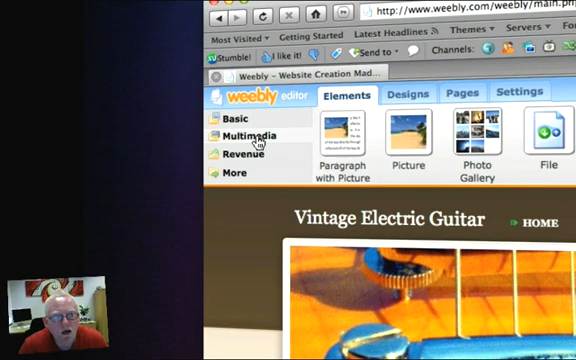 http://www.weebly.com/weebly/main.ph
Most Visited Getting Started Latest Headlines Themes Revenues
Stumble! I like it! Send to Channels:
Weebly - Website Creation Mad...
weebly editor Elements Designs Pages Settings
Basic
Multimedia
Revenue
More
Paragraph with Picture
Picture
Photo Gallery
File
Vintage Electric Guitar HOME